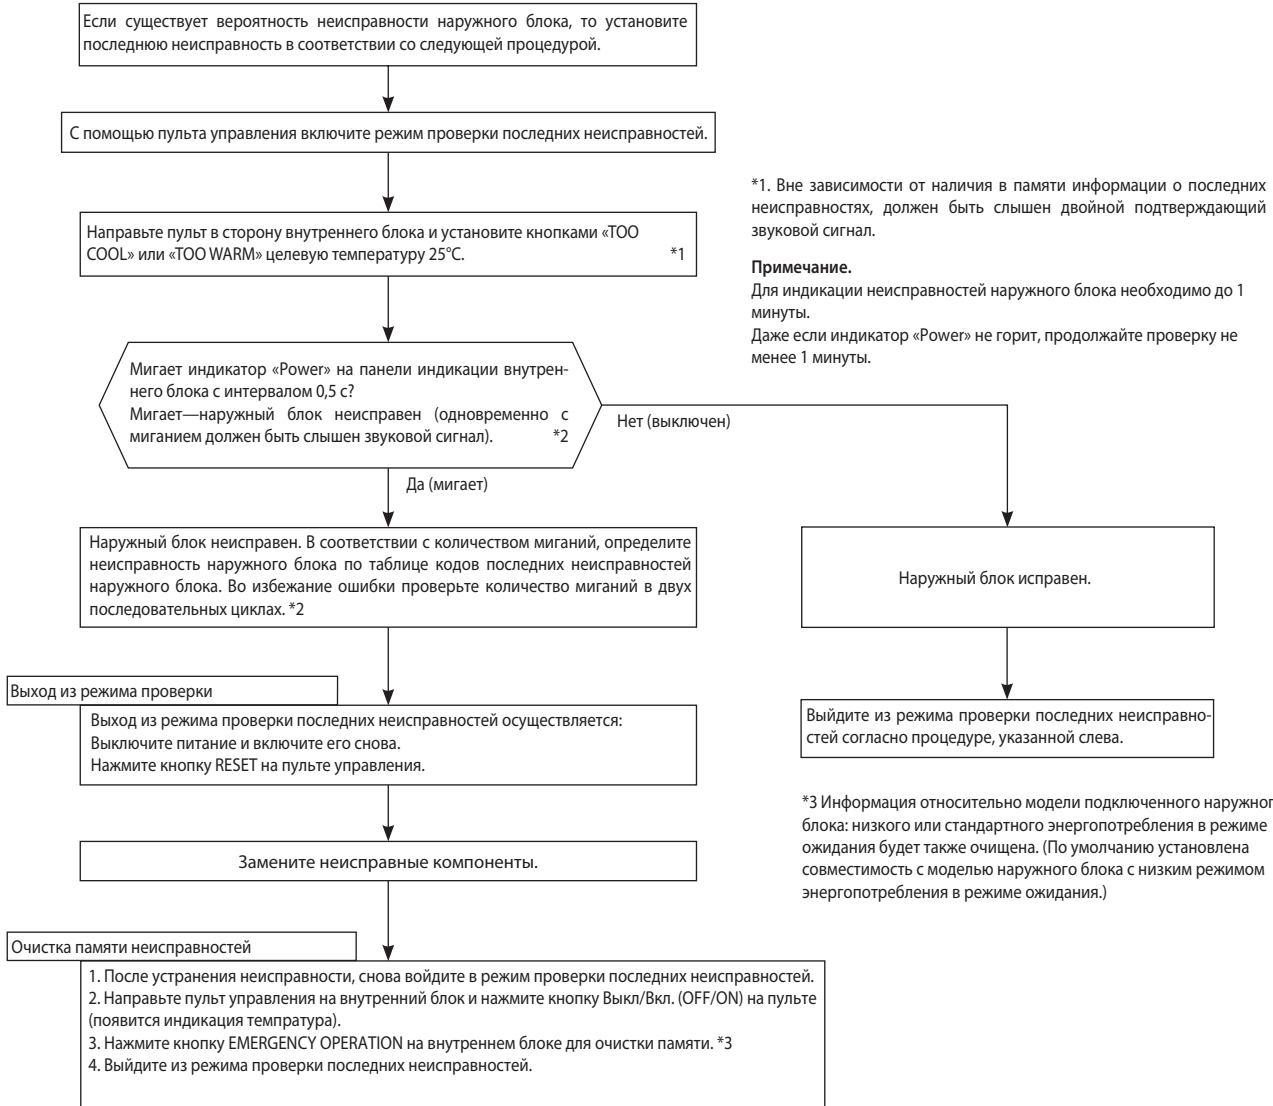 Если существует вероятность неисправности наружного блока, то установите
последнюю неисправность в соответствии со следующей процедурой.
С помощью пульта управления включите режим проверки последних неисправностей.
Направьте пульт в сторону внутреннего блока и установите кнопками «TOO
COOL» или «TOO WARM» целевую температуру 25°C. *1
*1. Вне зависимости от наличия в памяти информации о последних
неисправностях, должен быть слышен двойной подтверждающий
звуковой сигнал.
Примечание.
Для индикации неисправностей наружного блока необходимо до 1
минуты.
Даже если индикатор «Power» не горит, продолжайте проверку не
менее 1 минуты.
Мигает индикатор «Power» на панели индикации внутрен-
него блока с интервалом 0,5 с?
Мигает—наружный блок неисправен (одновременно с
миганием должен быть слышен звуковой сигнал). *2
Нет (выключен)
Да (мигает)
Наружный блок неисправен. В соответствии с количеством миганий, определите
неисправность наружного блока по таблице кодов последних неисправностей
наружного блока. Во избежание ошибки проверьте количество миганий в двух
последовательных циклах. *2
Наружный блок исправен.
Выход из режима проверки
Выход из режима проверки последних неисправностей осуществляется:
Выключите питание и включите его снова.
Нажмите кнопку RESET на пульте управления.
Выйдите из режима проверки последних неисправно-
стей согласно процедуре, указанной слева.
*3 Информация относительно модели подключенного наружног
блока: низкого или стандартного энергопотребления в режиме
ожидания будет также очищена. (По умолчанию установлена
совместимость с моделью наружного блока с низким режимом
энергопотребления в режиме ожидания.)
Замените неисправные компоненты.
Очистка памяти неисправностей
1. После устранения неисправности, снова войдите в режим проверки последних неисправностей.
2. Направьте пульт управления на внутренний блок и нажмите кнопку Выкл/Вкл. (OFF/ON) на пульте
(появится индикация темпратура).
3. Нажмите кнопку EMERGENCY OPERATION на внутреннем блоке для очистки памяти. *3
4. Выйдите из режима проверки последних неисправностей.